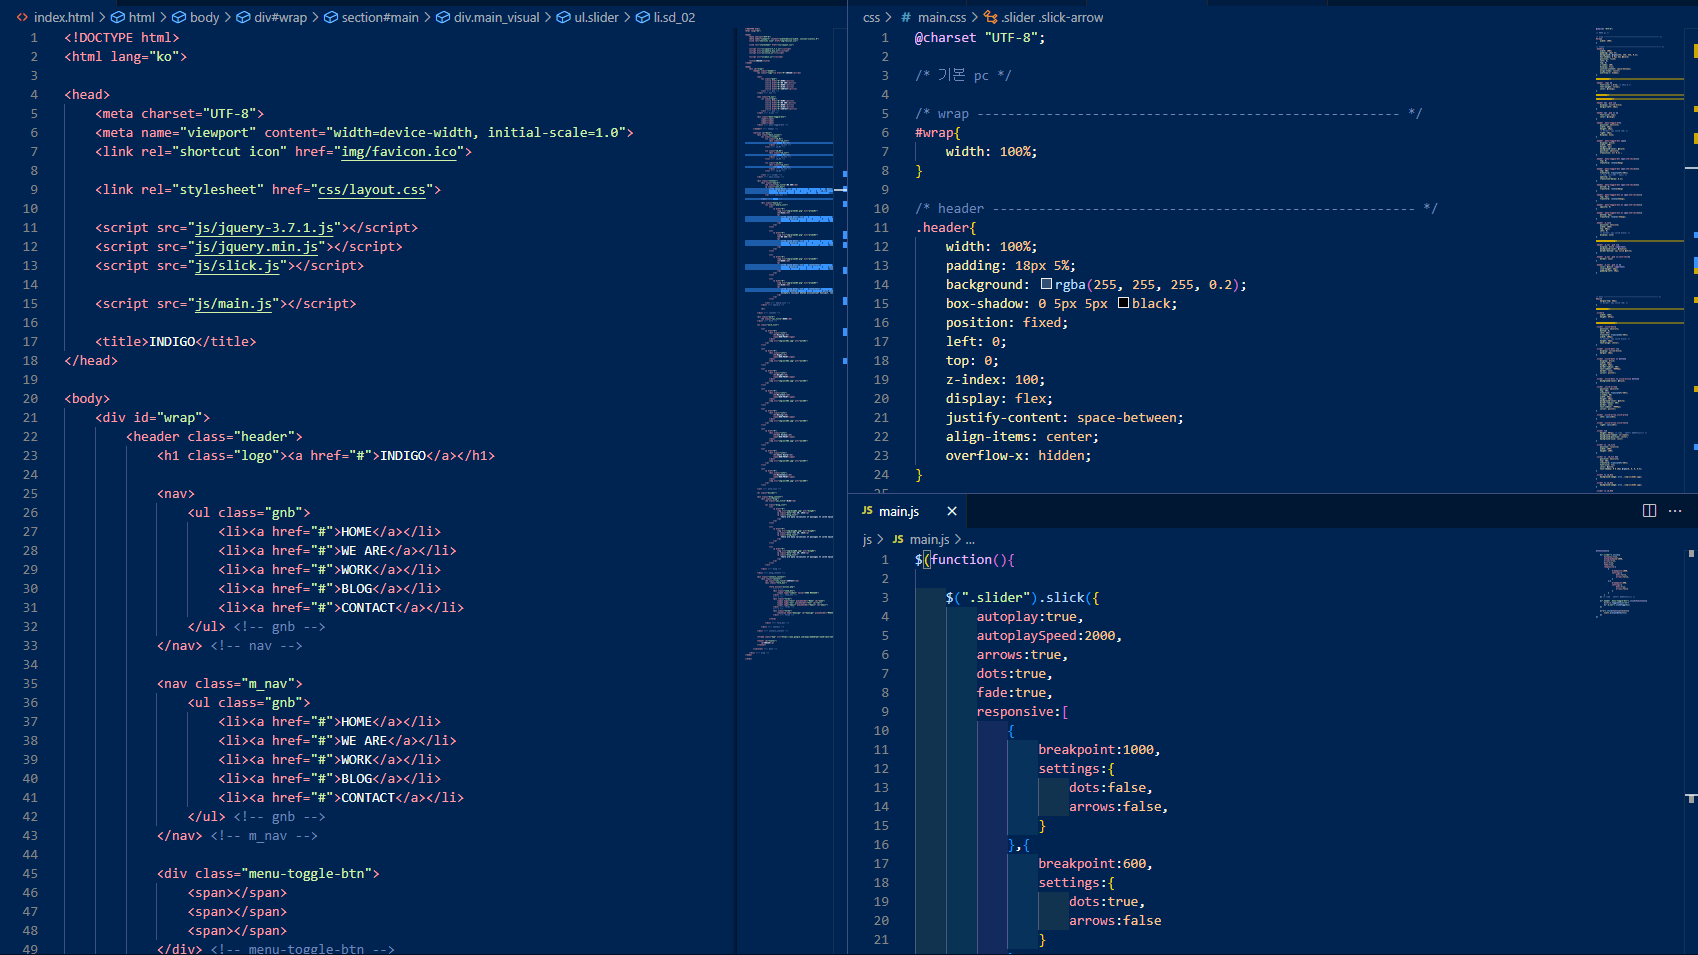 index.html > html > body > div#wrap > section#main > div.main_visual > ul.slider > li.sd_02
1 <!DOCTYPE html>
2 <html lang="ko">
3
4 <head>
5 <meta charset="UTF-8">
6 <meta name="viewport" content="width=device-width, initial-scale=1.0">
7 <link rel="shortcut icon" href="img/favicon.ico">
8
9 <link rel="stylesheet" href="css/layout.css">
10
11 <script src="js/jquery-3.7.1.js"></script>
12 <script src="js/jquery.min.js"></script>
13 <script src="js/slick.js"></script>
14
15 <script src="js/main.js"></script>
16
17 <title>INDIGO</title>
18 </head>
19
20 <body>
21 <div id="wrap">
22 <header class="header">
23 <h1 class="logo"><a href="#">INDIGO</a></h1>
24
25 <nav>
26 <ul class="gnb">
27 <li><a href="#">HOME</a></li>
28 <li><a href="#">WE ARE</a></li>
29 <li><a href="#">WORK</a></li>
30 <li><a href="#">BLOG</a></li>
31 <li><a href="#">CONTACT</a></li>
32 </ul> <!-- gnb -->
33 </nav> <!-- nav -->
34
35 <nav class="m_nav">
36 <ul class="gnb">
37 <li><a href="#">HOME</a></li>
38 <li><a href="#">WE ARE</a></li>
39 <li><a href="#">WORK</a></li>
40 <li><a href="#">BLOG</a></li>
41 <li><a href="#">CONTACT</a></li>
42 </ul> <!-- gnb -->
43 </nav> <!-- m_nav -->
44
45 <div class="menu-toggle-btn">
46 <span></span>
47 <span></span>
48 <span></span>
49 </div> <!-- menu-toggle-btn -->
css > # main.css > .slider .slick-arrow
1 @charset "UTF-8";
2
3 /* 기본 pc */
4
5 /* wrap ------------------------------------------------------- */
6 #wrap{
7 width: 100%;
8 }
9
10 /* header ------------------------------------------------------- */
11 .header{
12 width: 100%;
13 padding: 18px 5%;
14 background: rgba(255, 255, 255, 0.2);
15 box-shadow: 0 5px 5px black;
16 position: fixed;
17 left: 0;
18 top: 0;
19 z-index: 100;
20 display: flex;
21 justify-content: space-between;
22 align-items: center;
23 overflow-x: hidden;
24 }
25
JS main.js ×
js > JS main.js > ...
1 $(function(){
2
3 $(".slider").slick({
4 autoplay:true,
5 autoplaySpeed:2000,
6 arrows:true,
7 dots:true,
8 fade:true,
9 responsive:[
10 {
11 breakpoint:1000,
12 settings:{
13 dots:false,
14 arrows:false,
15 }
16 },{
17 breakpoint:600,
18 settings:{
19 dots:true,
20 arrows:false
21 }